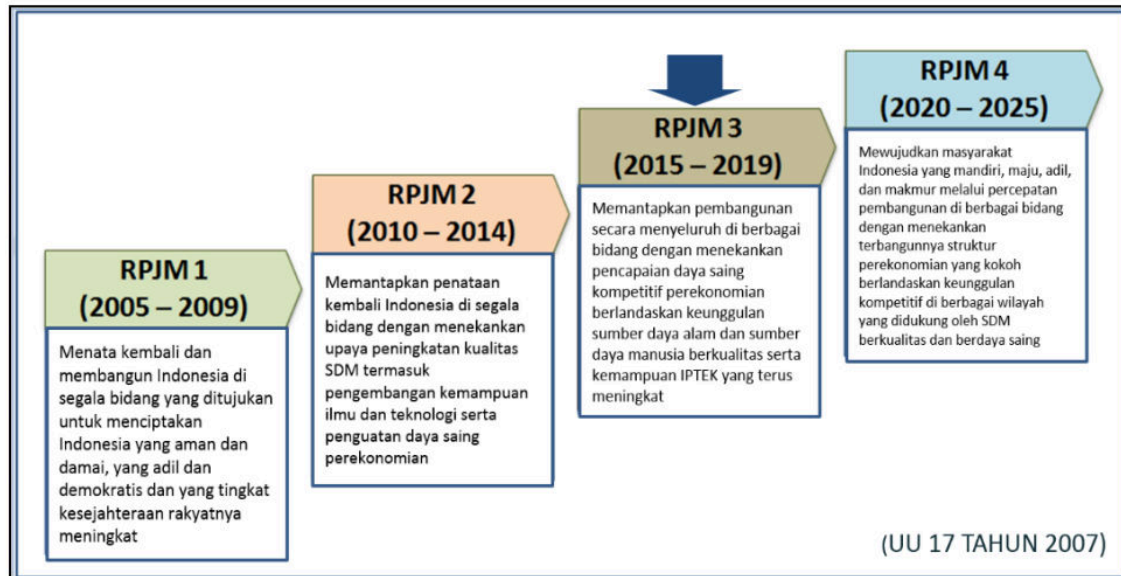 RPJM 1
(2005 – 2009)
Menata kembali dan
membangun Indonesia di
segala bidang yang ditujukan
untuk menciptakan
Indonesia yang aman dan
damai, yang adil dan
demokratis dan yang tingkat
kesejahteraan rakyatnya
meningkat
RPJM 2
(2010 – 2014)
Memantapkan penataan
kembali Indonesia di segala
bidang dengan menekankan
upaya peningkatan kualitas
SDM termasuk
pengembangan kemampuan
ilmu dan teknologi serta
penguatan daya saing
perekonomian
RPJM 3
(2015 – 2019)
Memantapkan pembangunan
secara menyeluruh di berbagai
bidang dengan menekankan
pencapaian daya saing
kompetitif perekonomian
berlandaskan keunggulan
sumber daya alam dan sumber
daya manusia berkualitas serta
kemampuan IPTEK yang terus
meningkat
RPJM 4
(2020 – 2025)
Mewujudkan masyarakat
Indonesia yang mandiri, maju, adil,
dan makmur melalui percepatan
pembangunan di berbagai bidang
dengan menekankan
terbangunnya struktur
perekonomian yang kokoh
berlandaskan keunggulan
kompetitif di berbagai wilayah
yang didukung oleh SDM
berkualitas dan berdaya saing
(UU 17 TAHUN 2007)